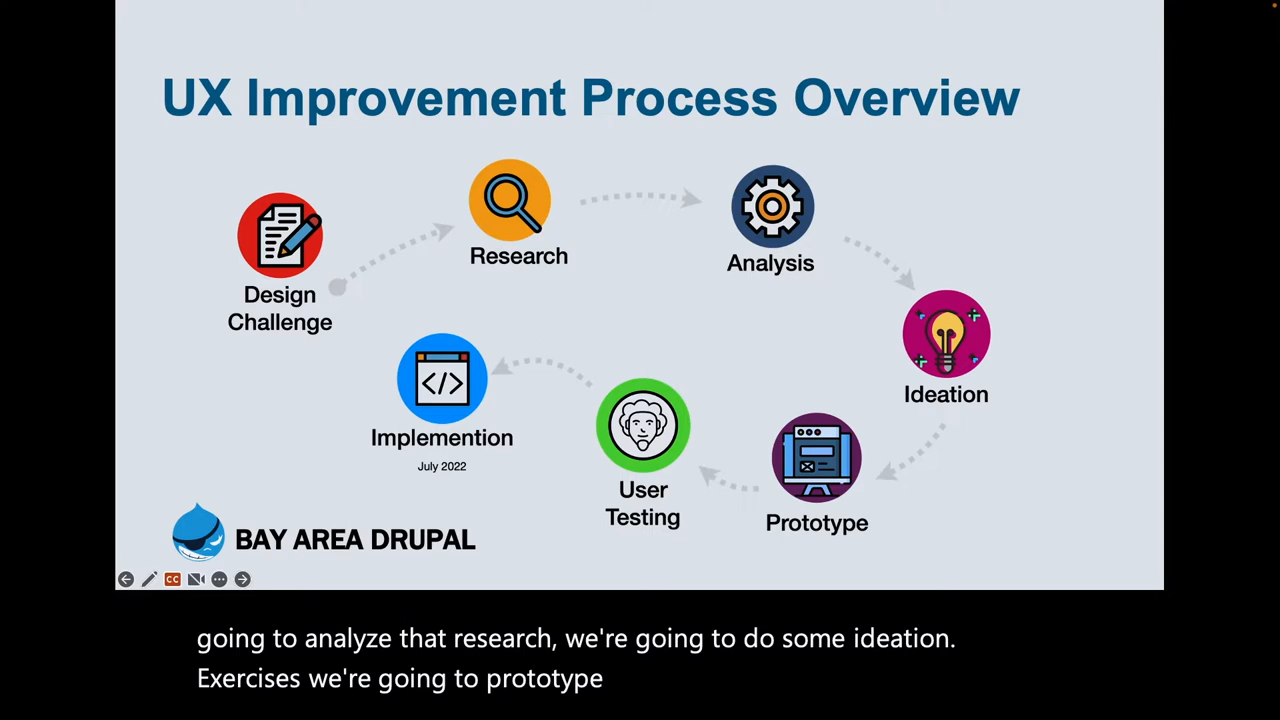 UX Improvement Process Overview
Design
Challenge
Research
Analysis
Ideation
Prototype
User
Testing
Implemention
July 2022
BAY AREA DRUPAL
CC
going to analyze that research, we're going to do some ideation.
Exercises we're going to prototype